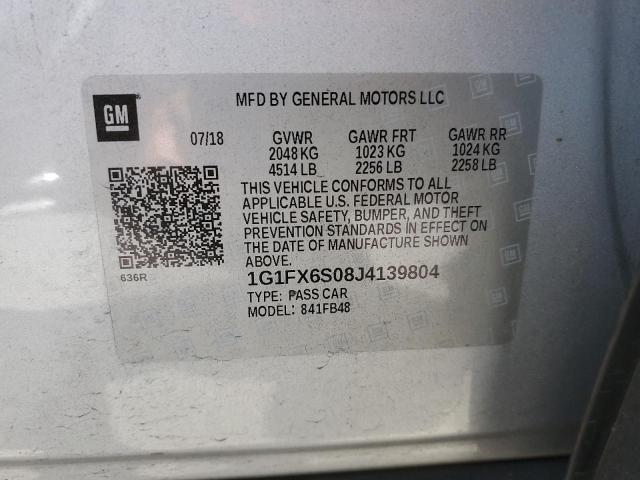 GM
MFD BY GENERAL MOTORS LLC
07/18 GVWR GAWR FRT GAWR RR
2048 KG 1023 KG 1024 KG
4514 LB 2256 LB 2258 LB
THIS VEHICLE CONFORMS TO ALL
APPLICABLE U.S. FEDERAL MOTOR
VEHICLE SAFETY, BUMPER, AND THEFT
PREVENTION STANDARDS IN EFFECT ON
THE DATE OF MANUFACTURE SHOWN
ABOVE.
636R
1G1FX6S08J4139804
TYPE: PASS CAR
MODEL: 841FB48